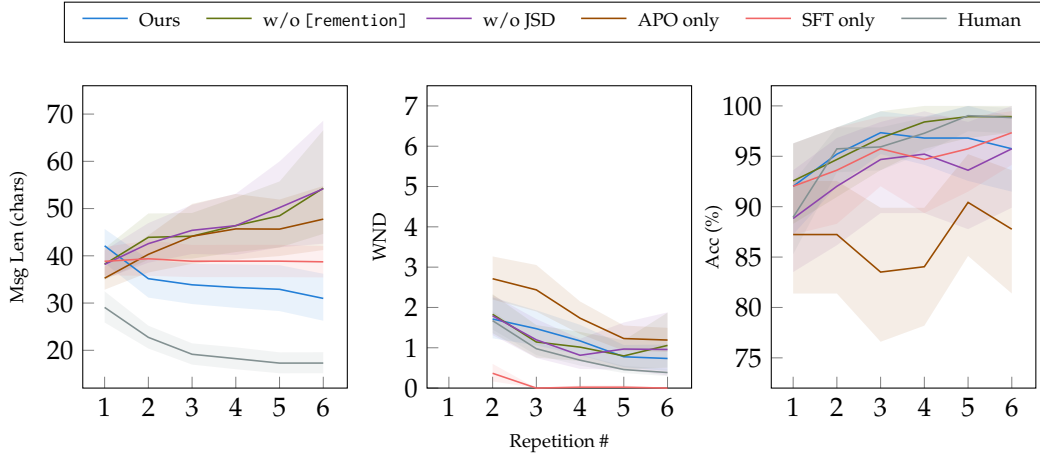 Ours w/o [remention] w/o JSD APO only SFT only Human
Msg Len (chars)
70
60
50
40
30
20
1 2 3 4 5 6
WND
7
6
5
4
3
2
1
0
1 2 3 4 5 6
Repetition #
Acc (%)
100
95
90
85
80
75
1 2 3 4 5 6